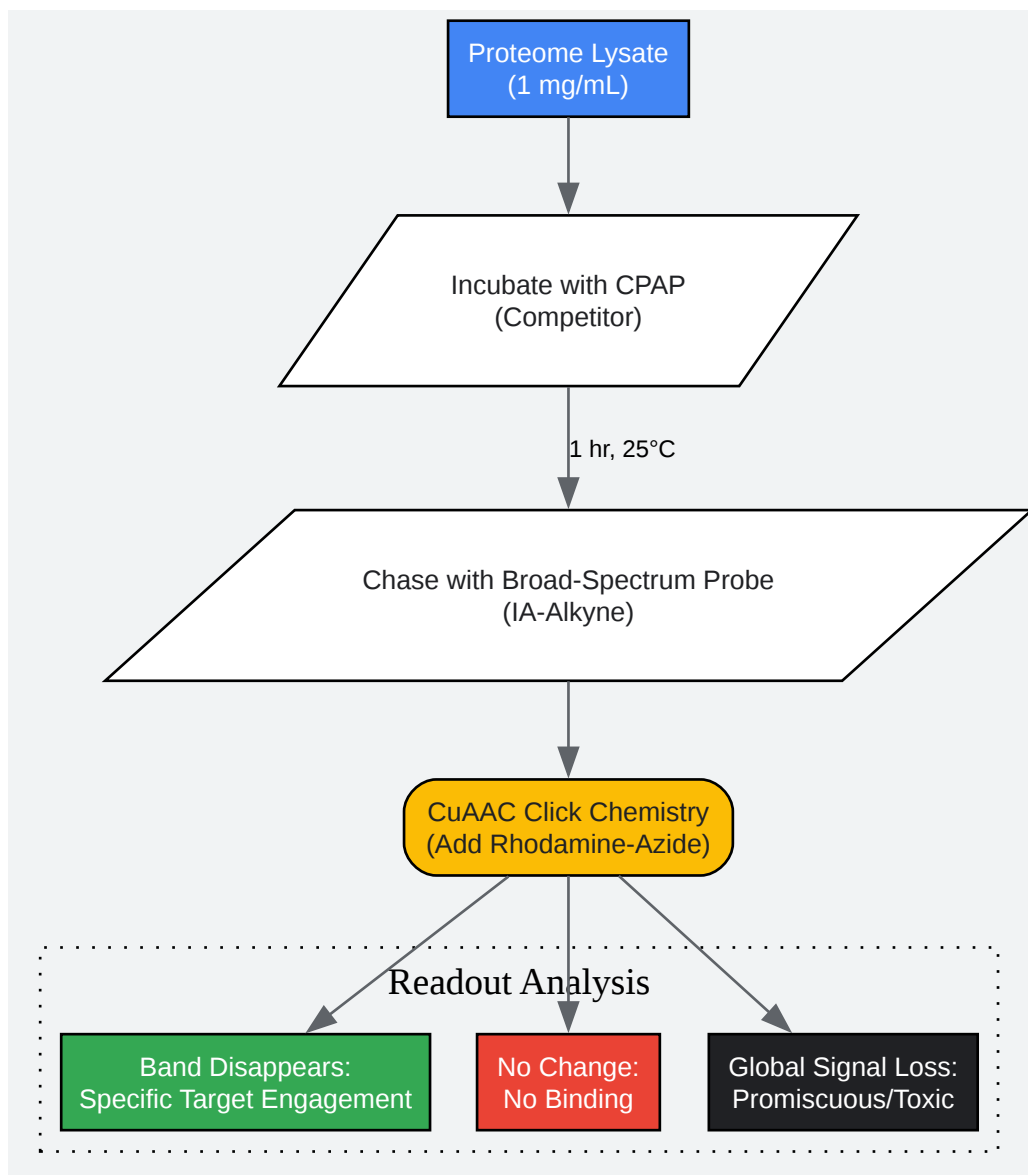 Proteome Lysate
(1 mg/mL)
Incubate with CPAP
(Competitor)
1 hr, 25°C
Chase with Broad-Spectrum Probe
(IA-Alkyne)
CuAAC Click Chemistry
(Add Rhodamine-Azide)
Readout Analysis
Band Disappears:
Specific Target Engagement
No Change:
No Binding
Global Signal Loss:
Promiscuous/Toxic